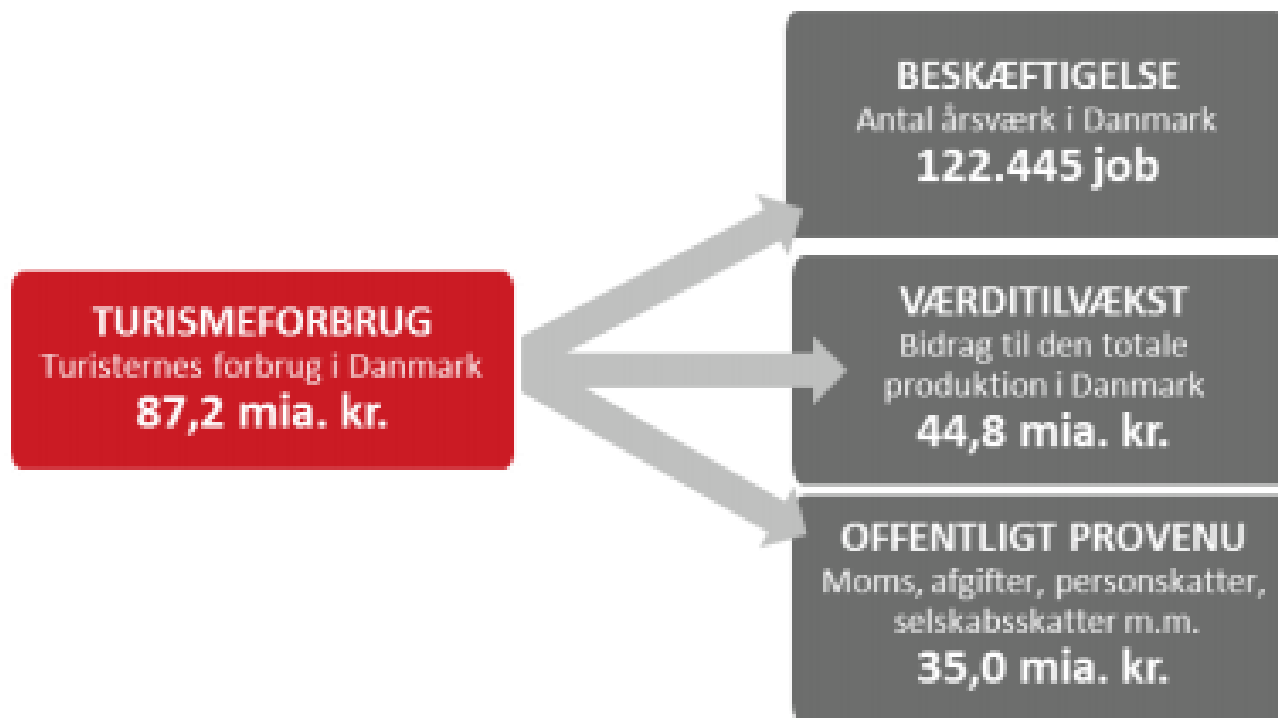 TURISMEFORBRUG
Turisternes forbrug i Danmark
87,2 mia. kr.
BESKÆFTIGELSE
Antal årsværk i Danmark
122.445 job
VÆRDITILVÆKST
Bidrag til den totale
produktion i Danmark
44,8 mia. kr.
OFFENTLIGT PROVENU
Moms, afgifter, personskatter,
selskabsskatter m.m.
35,0 mia. kr.